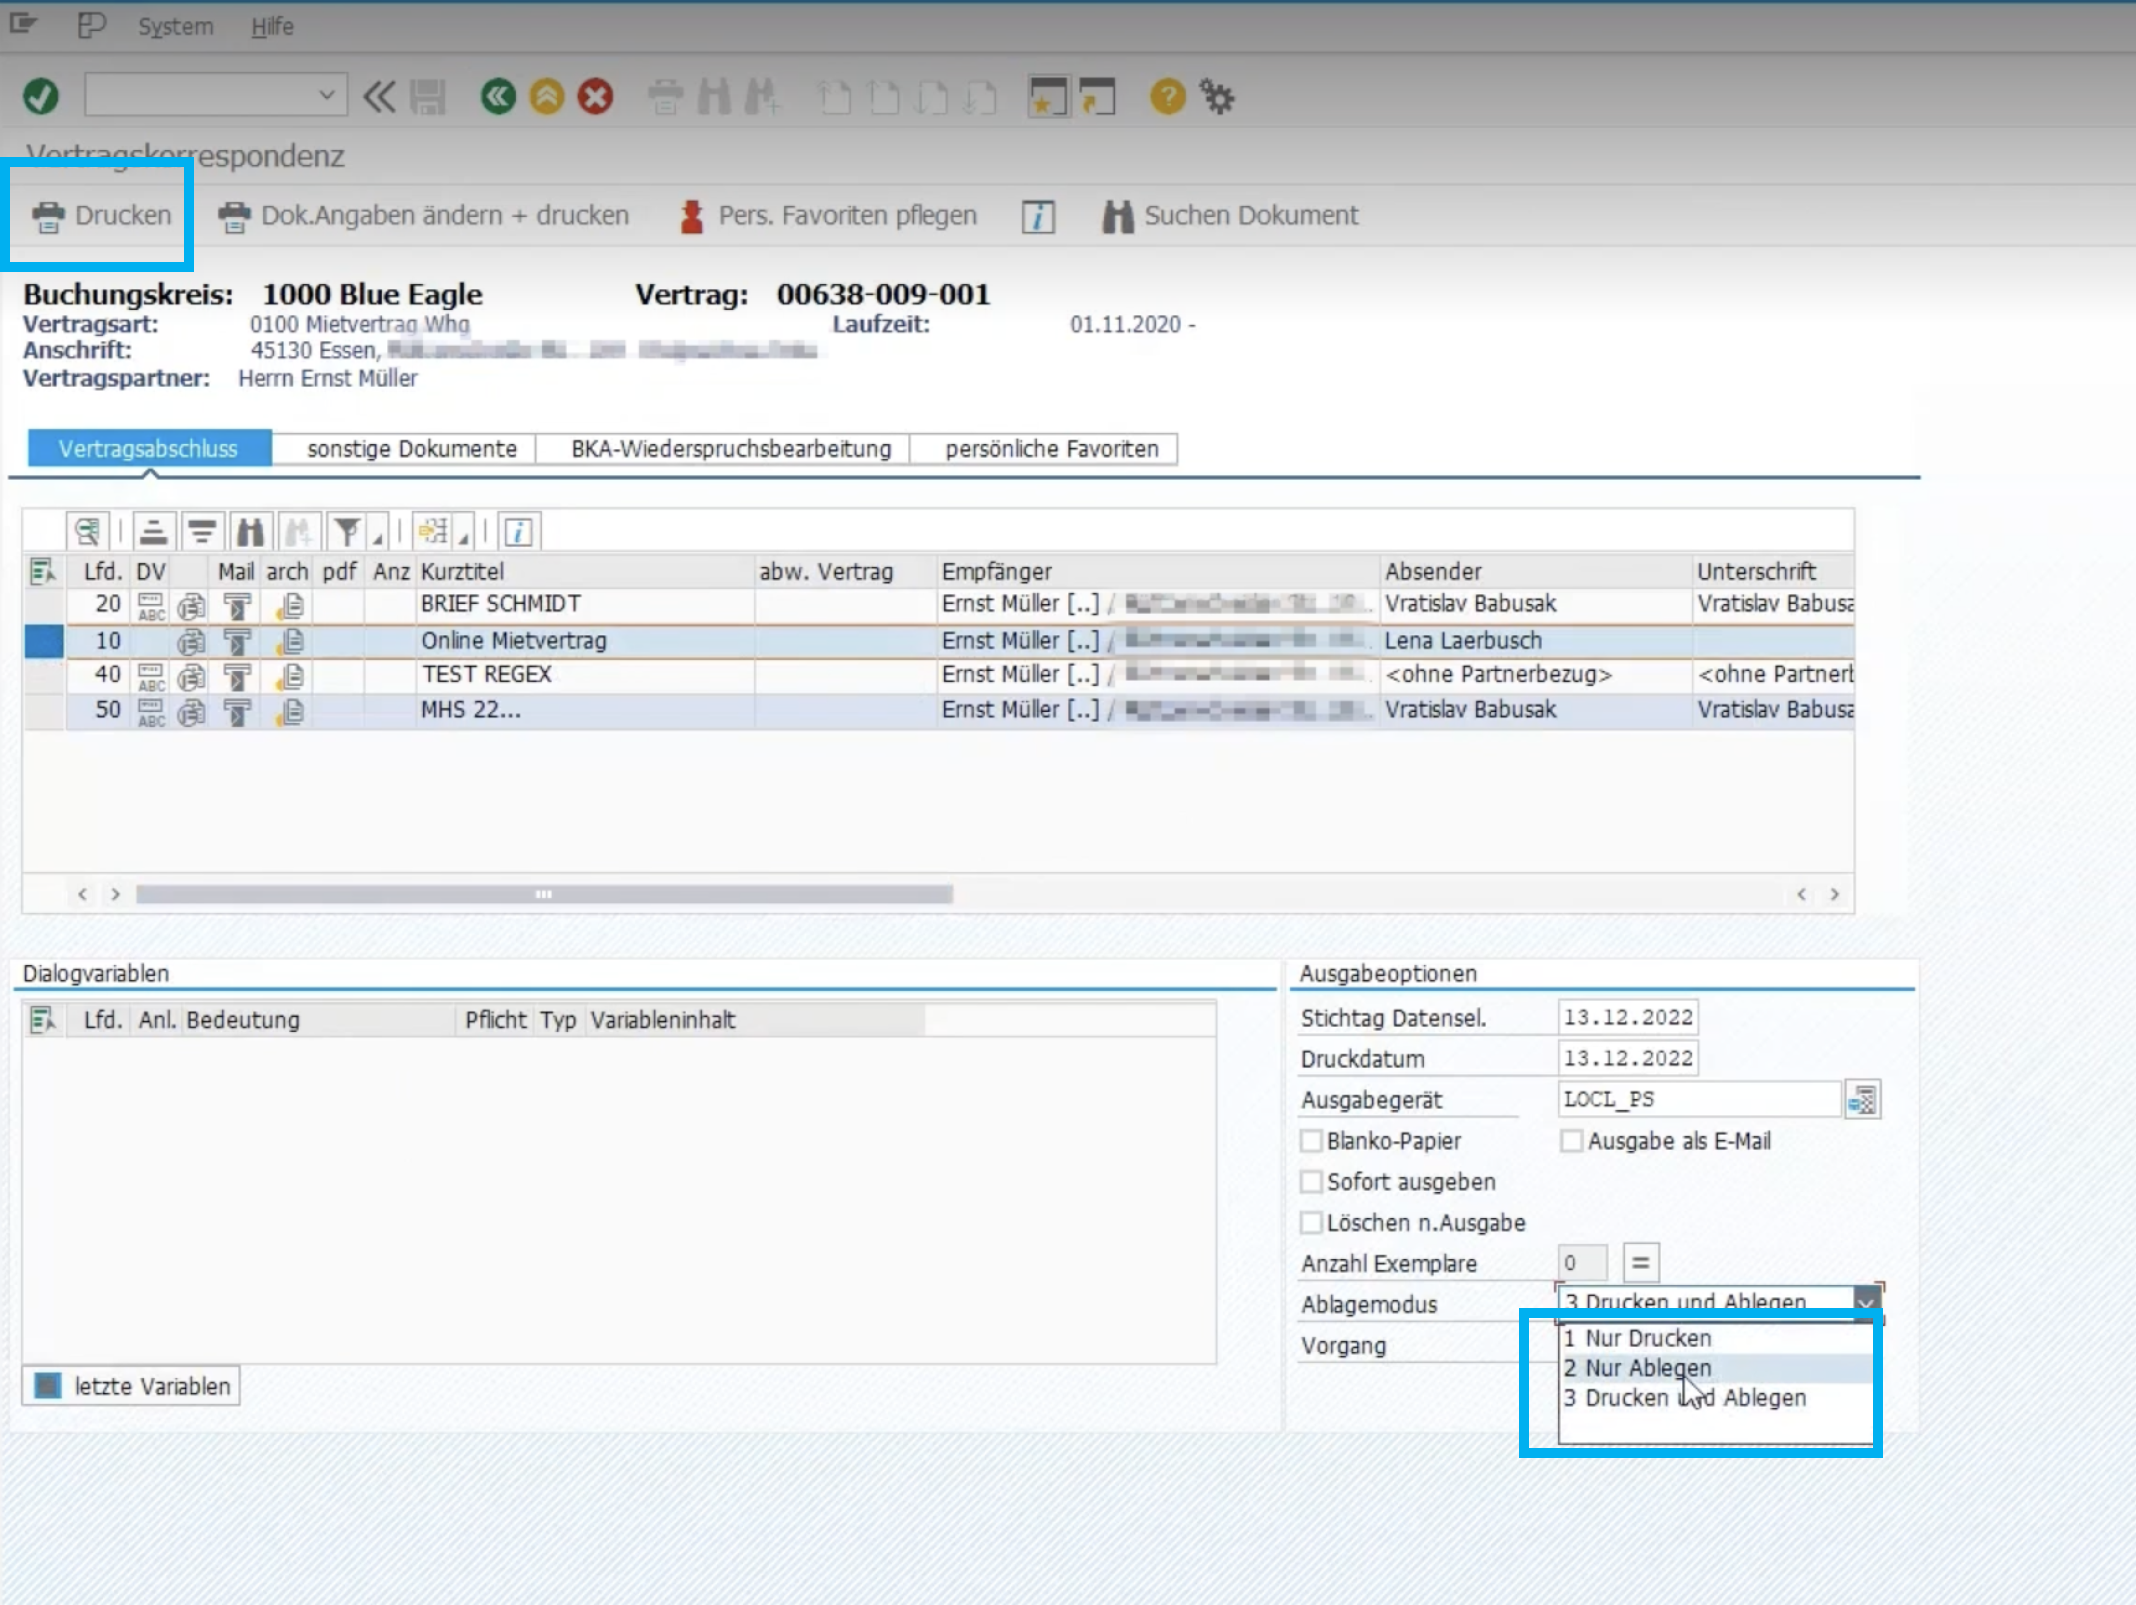 System Hilfe
Vertragskorrespondenz
Drucken Dok.Angaben ändern + drucken Pers. Favoriten pflegen Suchen Dokument
Buchungskreis: 1000 Blue Eagle Vertrag: 00638-009-001
Vertragsart: 0100 Mietvertrag Whg Laufzeit: 01.11.2020 -
Anschrift: 45130 Essen,
Vertragspartner: Herrn Ernst Müller
Vertragsabschluss sonstige Dokumente BKA-Wiederspruchsbearbeitung persönliche Favoriten
Lfd. DV Mail arch pdf Anz Kurztitel abw. Vertrag Empfänger Absender Unterschrift
20 ABC BRIEF SCHMIDT Ernst Müller [..] / Vratislav Babusak Vratislav Babusa
10 Online Mietvertrag Ernst Müller [..] / Lena Laerbusch
40 ABC TEST REGEX Ernst Müller [..] / <ohne Partnerbezug> <ohne Partnerb
50 ABC MHS 22... Ernst Müller [..] / Vratislav Babusak Vratislav Babusa
Dialogvariablen
Lfd. Anl. Bedeutung Pflicht Typ Variableninhalt
letzte Variablen
Ausgabeoptionen
Stichtag Datensel. 13.12.2022
Druckdatum 13.12.2022
Ausgabegerät LOCL_PS
Blanko-Papier Ausgabe als E-Mail
Sofort ausgeben
Löschen n.Ausgabe
Anzahl Exemplare 0 =
Ablagemodus 3 Drucken und Ablegen
Vorgang
1 Nur Drucken
2 Nur Ablegen
3 Drucken und Ablegen